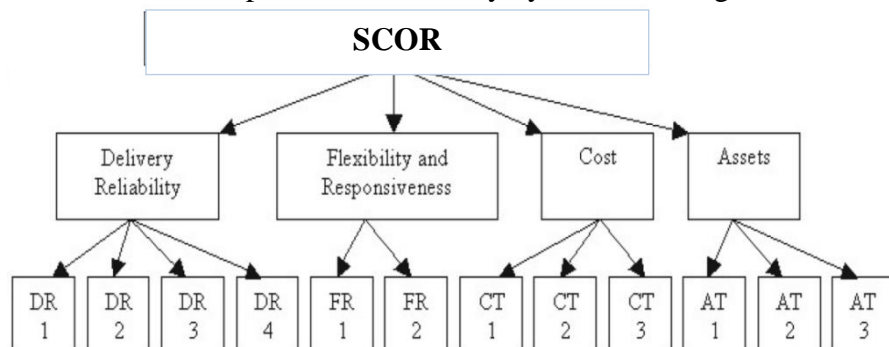 SCOR
Delivery
Reliability
Flexibility and
Responsiveness
Cost
Assets
DR
1
DR
2
DR
3
DR
4
FR
1
FR
2
CT
1
CT
2
CT
3
AT
1
AT
2
AT
3